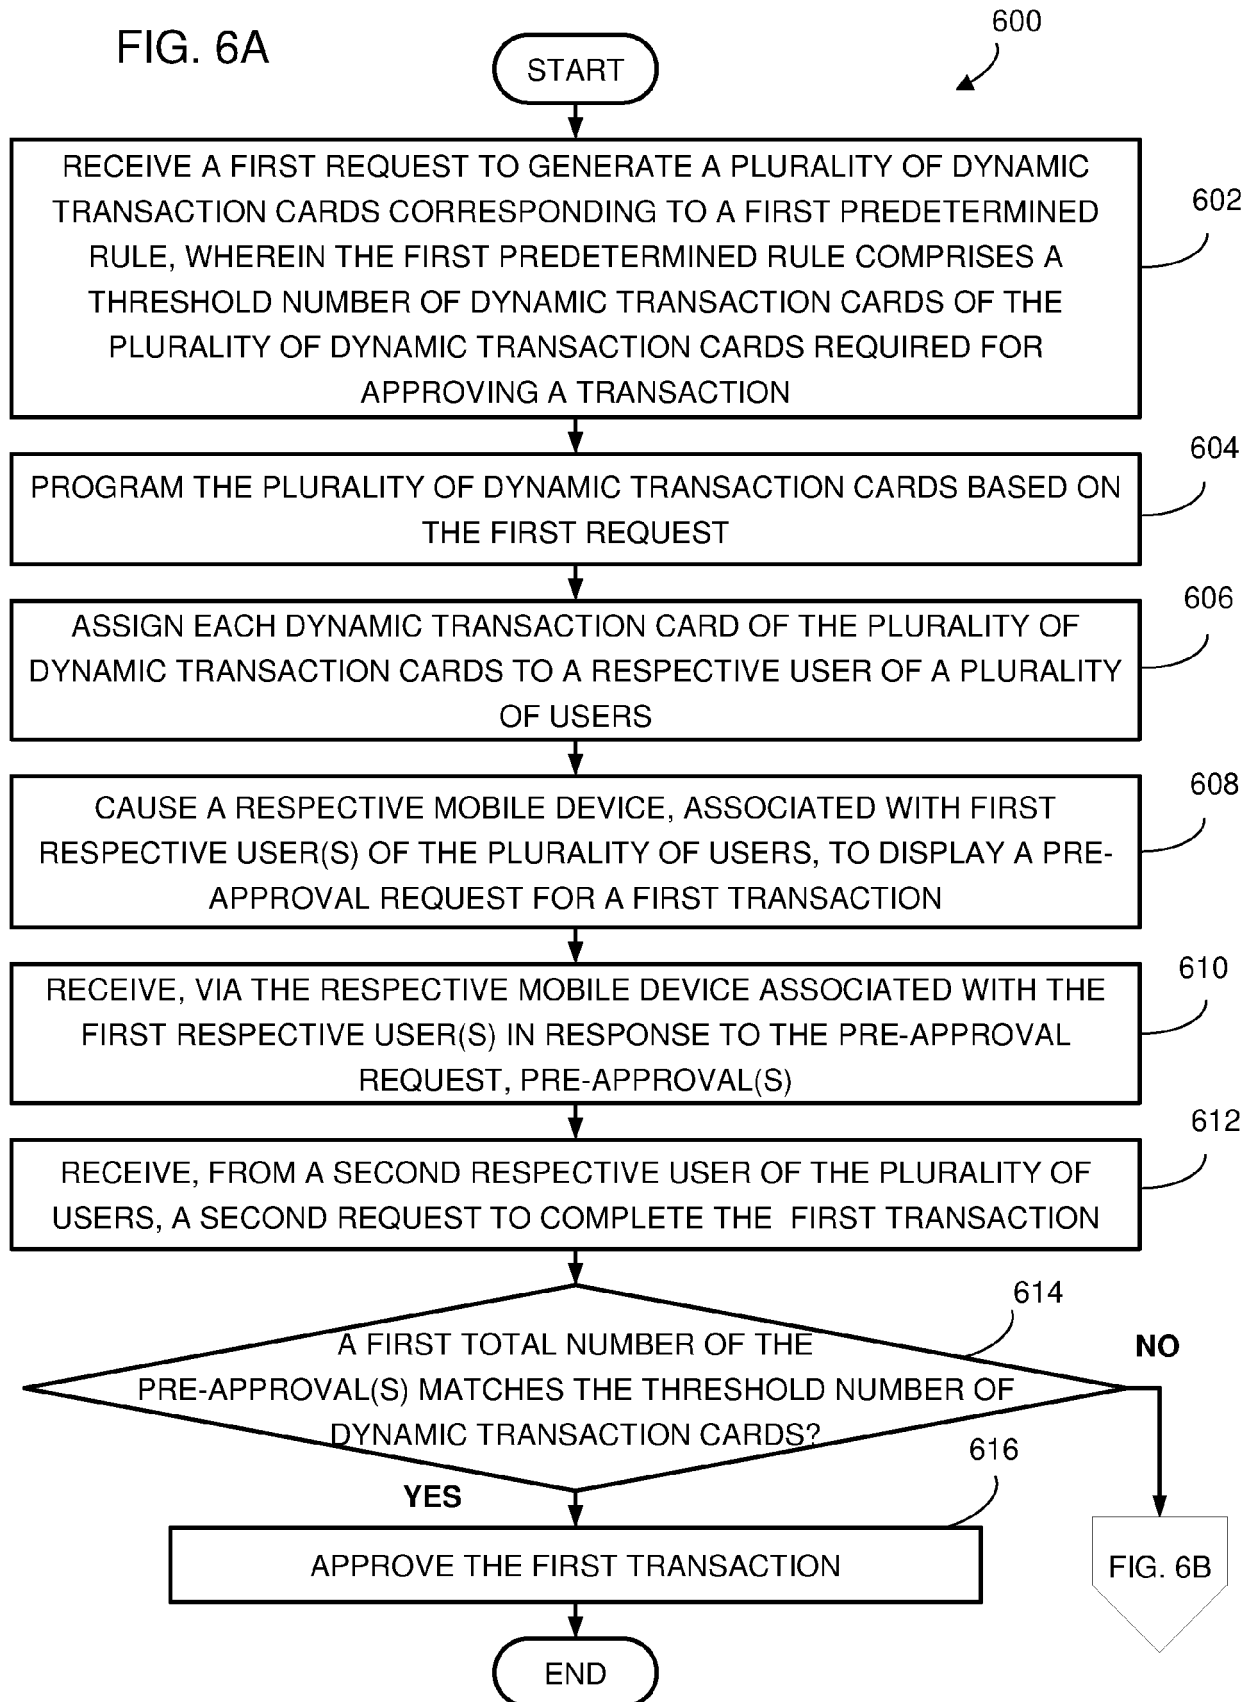 FIG. 6A
600
START
RECEIVE A FIRST REQUEST TO GENERATE A PLURALITY OF DYNAMIC
TRANSACTION CARDS CORRESPONDING TO A FIRST PREDETERMINED
RULE, WHEREIN THE FIRST PREDETERMINED RULE COMPRISES A
THRESHOLD NUMBER OF DYNAMIC TRANSACTION CARDS OF THE
PLURALITY OF DYNAMIC TRANSACTION CARDS REQUIRED FOR
APPROVING A TRANSACTION
602
PROGRAM THE PLURALITY OF DYNAMIC TRANSACTION CARDS BASED ON
THE FIRST REQUEST
604
ASSIGN EACH DYNAMIC TRANSACTION CARD OF THE PLURALITY OF
DYNAMIC TRANSACTION CARDS TO A RESPECTIVE USER OF A PLURALITY
OF USERS
606
CAUSE A RESPECTIVE MOBILE DEVICE, ASSOCIATED WITH FIRST
RESPECTIVE USER(S) OF THE PLURALITY OF USERS, TO DISPLAY A PRE-
APPROVAL REQUEST FOR A FIRST TRANSACTION
608
RECEIVE, VIA THE RESPECTIVE MOBILE DEVICE ASSOCIATED WITH THE
FIRST RESPECTIVE USER(S) IN RESPONSE TO THE PRE-APPROVAL
REQUEST, PRE-APPROVAL(S)
610
RECEIVE, FROM A SECOND RESPECTIVE USER OF THE PLURALITY OF
USERS, A SECOND REQUEST TO COMPLETE THE FIRST TRANSACTION
612
A FIRST TOTAL NUMBER OF THE
PRE-APPROVAL(S) MATCHES THE THRESHOLD NUMBER OF
DYNAMIC TRANSACTION CARDS?
614
NO
YES
616
APPROVE THE FIRST TRANSACTION
FIG. 6B
END